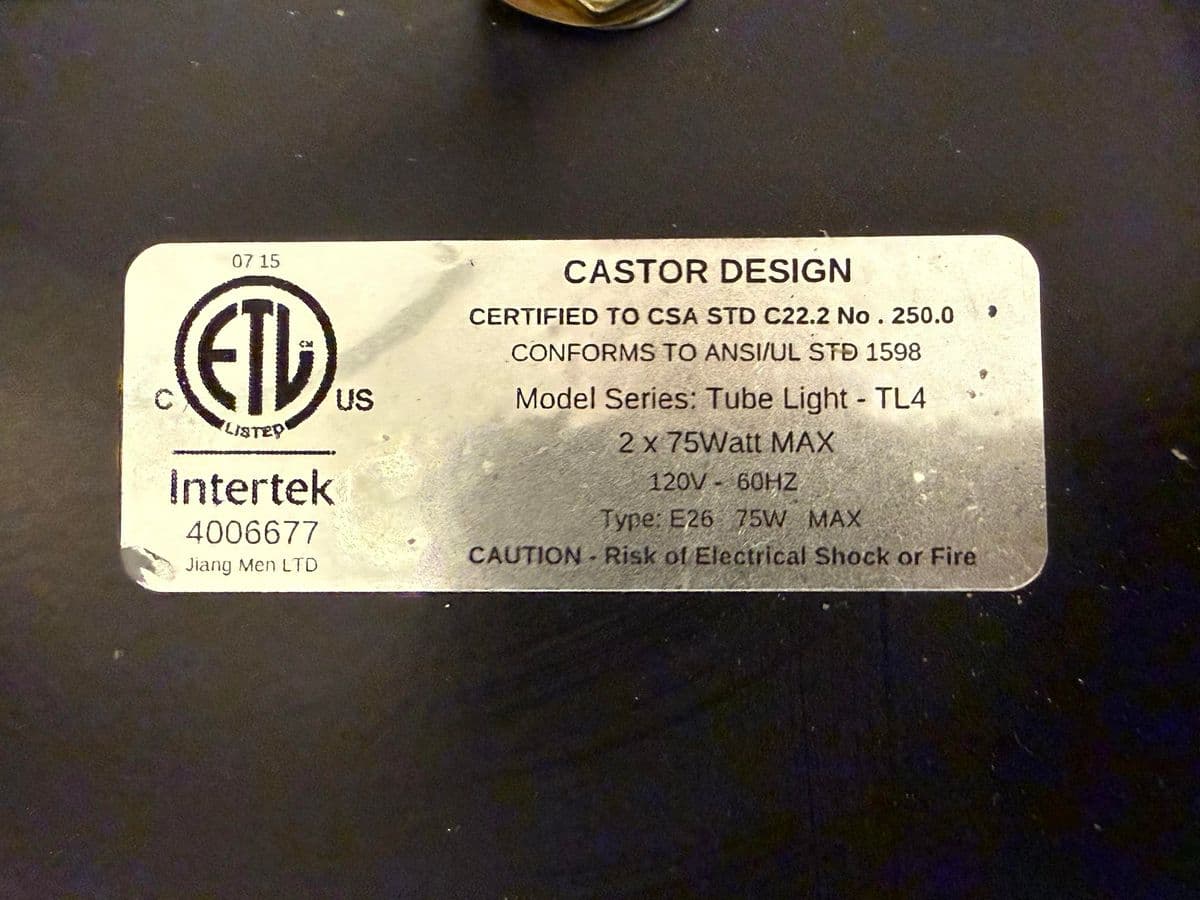 07 15
ETL CM
C US
LISTED
Intertek
4006677
Jiang Men LTD
CASTOR DESIGN
CERTIFIED TO CSA STD C22.2 No . 250.0
CONFORMS TO ANSI/UL STD 1598
Model Series: Tube Light - TL4
2 x 75Watt MAX
120V - 60HZ
Type: E26 75W MAX
CAUTION - Risk of Electrical Shock or Fire